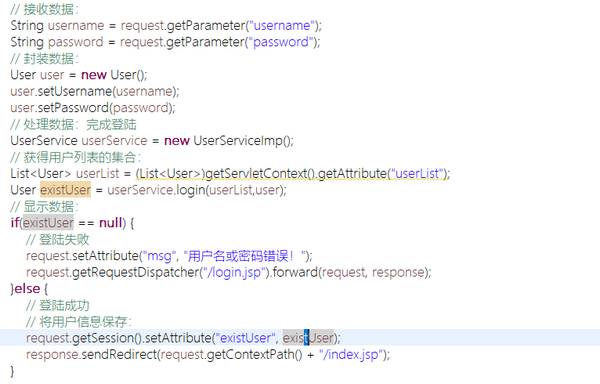 // 接收数据：
String username = request.getParameter("username");
String password = request.getParameter("password");
// 封装数据：
User user = new User();
user.setUsername(username);
user.setPassword(password);
// 处理数据：完成登陆
UserService userService = new UserServiceImp();
// 获得用户列表的集合：
List<User> userList = (List<User>)getServletContext().getAttribute("userList");
User existUser = userService.login(userList,user);
// 显示数据：
if(existUser == null) {
// 登陆失败
request.setAttribute("msg", "用户名或密码错误！");
request.getRequestDispatcher("/login.jsp").forward(request, response);
}else {
// 登陆成功
// 将用户信息保存：
request.getSession().setAttribute("existUser", existUser);
response.sendRedirect(request.getContextPath() + "/index.jsp");
}